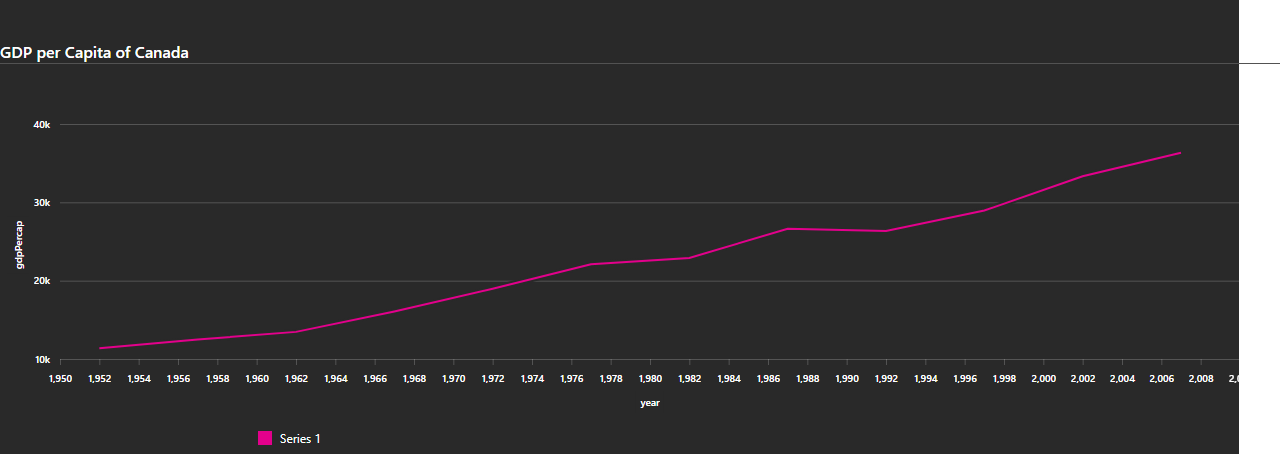 GDP per Capita of Canada
40k
30k
20k
10k
gdpPercap
1,950 1,952 1,954 1,956 1,958 1,960 1,962 1,964 1,966 1,968 1,970 1,972 1,974 1,976 1,978 1,980 1,982 1,984 1,986 1,988 1,990 1,992 1,994 1,996 1,998 2,000 2,002 2,004 2,006 2,008
year
Series 1